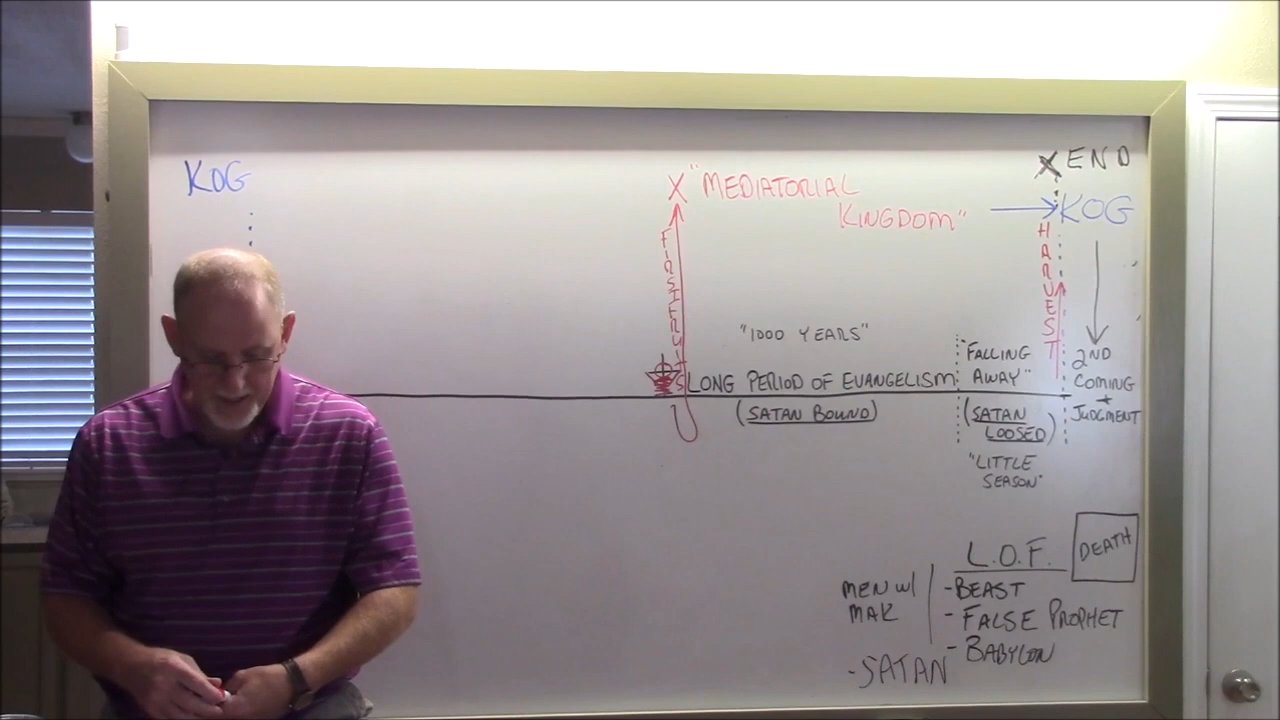 KOG
X "MEDIATORIAL
KINGDOM"
X END
KOG
FIRSTFRUITS
HARVEST
"1000 YEARS"
LONG PERIOD OF EVANGELISM
(SATAN BOUND)
"FALLING
AWAY"
(SATAN
LOOSED)
"LITTLE
SEASON"
2ND
COMING
+
JUDGMENT
L.O.F.
DEATH
MEN W/
MAK
- BEAST
- FALSE PROPHET
- BABYLON
- SATAN